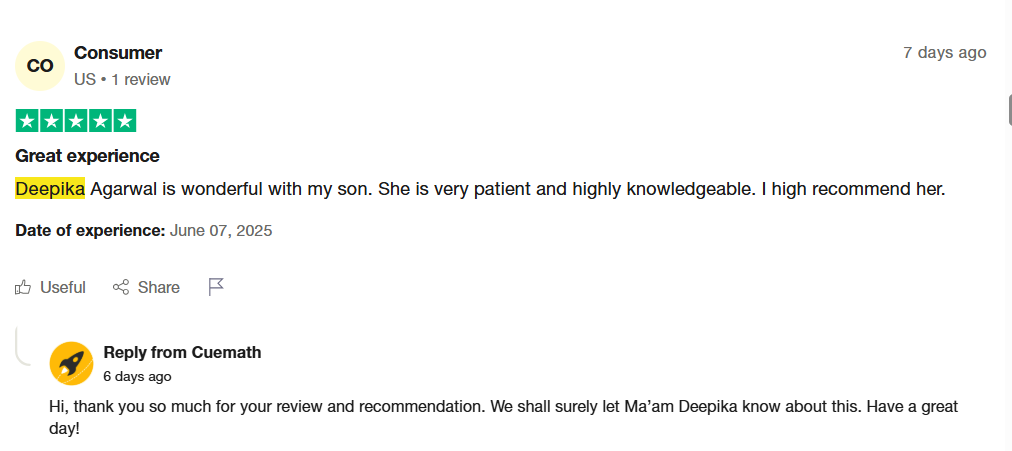 CO
Consumer
7 days ago
US • 1 review
Great experience
Deepika Agarwal is wonderful with my son. She is very patient and highly knowledgeable. I high recommend her.
Date of experience: June 07, 2025
Useful
Share
Reply from Cuemath
6 days ago
Hi, thank you so much for your review and recommendation. We shall surely let Ma’am Deepika know about this. Have a great
day!